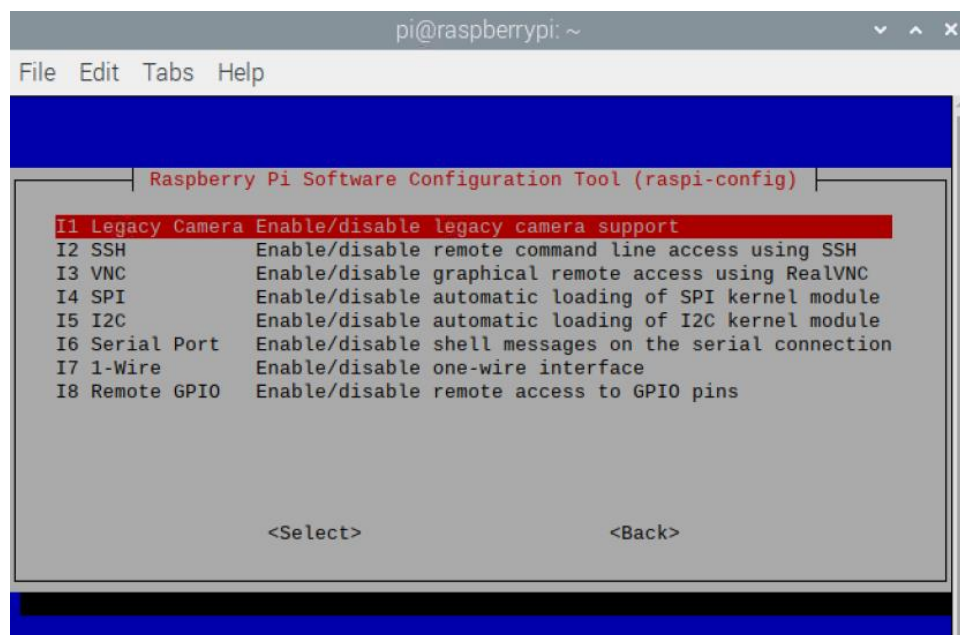 pi@raspberrypi: ~
File Edit Tabs Help
Raspberry Pi Software Configuration Tool (raspi-config)
I1 Legacy Camera Enable/disable legacy camera support
I2 SSH Enable/disable remote command line access using SSH
I3 VNC Enable/disable graphical remote access using RealVNC
I4 SPI Enable/disable automatic loading of SPI kernel module
I5 I2C Enable/disable automatic loading of I2C kernel module
I6 Serial Port Enable/disable shell messages on the serial connection
I7 1-Wire Enable/disable one-wire interface
I8 Remote GPIO Enable/disable remote access to GPIO pins
<Select> <Back>